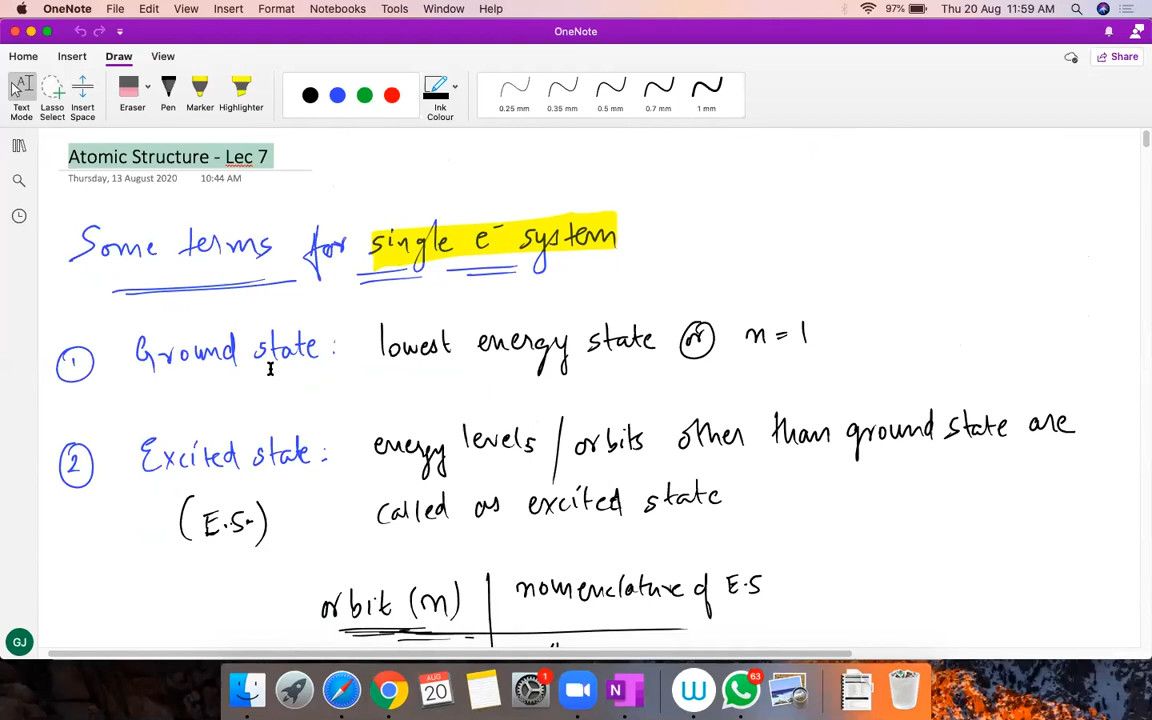 OneNote File Edit View Insert Format Notebooks Tools Window Help 97% Thu 20 Aug 11:59 AM
OneNote
Home Insert Draw View Share
Text Mode
Lasso Select
Insert Space
Eraser
Pen
Marker
Highlighter
Ink Colour
0.25 mm 0.35 mm 0.5 mm 0.7 mm 1 mm
Atomic Structure - Lec 7
Thursday, 13 August 2020 10:44 AM
Some terms for single e⁻ system
① Ground state: lowest energy state or n = 1
② Excited state: energy levels / orbits other than ground state are
(E.S.) called as excited state
orbit (n) | nomenclature of E.S
GJ
AUG 20 1 63 W N